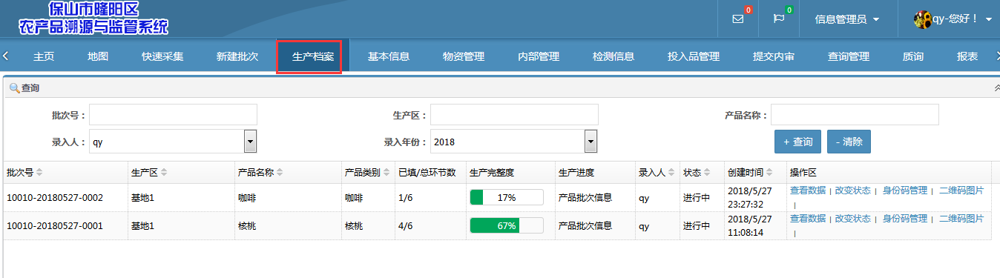 保山市隆阳区
农产品溯源与监管系统
0
0
信息管理员
qy-您好！
主页 地图 快速采集 新建批次 生产档案 基本信息 物资管理 内部管理 检测信息 投入品管理 提交内审 查询管理 质询 报表
查询
批次号： 生产区： 产品名称：
录入人： qy 录入年份： 2018 + 查询 - 清除
批次号 生产区 产品名称 产品类别 已填/总环节数 生产完整度 生产进度 录入人 状态 创建时间 操作区
10010-20180527-0002 基地1 咖啡 咖啡 1/6 17% 产品批次信息 qy 进行中 2018/5/27 23:27:32 查看数据 | 改变状态 | 身份码管理 | 二维码图片 |
10010-20180527-0001 基地1 核桃 核桃 4/6 67% 产品批次信息 qy 进行中 2018/5/27 11:08:14 查看数据 | 改变状态 | 身份码管理 | 二维码图片 |